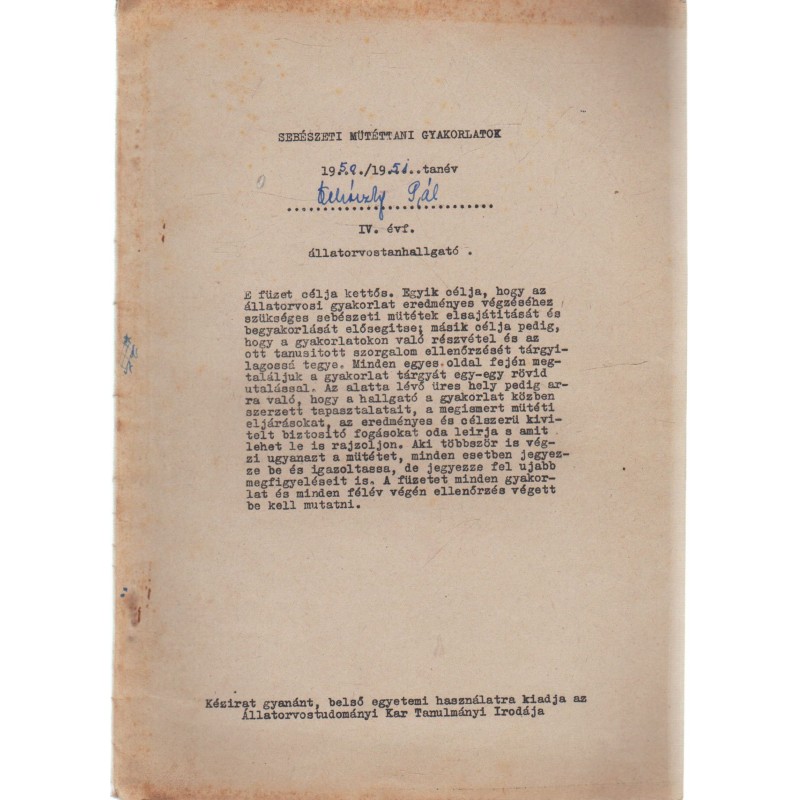 SEBÉSZETI MŰTÉTTANI GYAKORLATOK
1950./1951..tanév
Pál
IV. évf.
állatorvostanhallgató .
E füzet célja kettős. Egyik célja, hogy az
állatorvosi gyakorlat eredményes végzéséhez
szükséges sebészeti mütétek elsajátitását és
begyakorlását elősegitse; másik célja pedig,
hogy a gyakorlatokon való részvétel és az
ott tanusitott szorgalom ellenőrzését tárgyi-
lagossá tegye. Minden egyes oldal fején meg-
találjuk a gyakorlat tárgyát egy-egy rövid
utalással. Az alatta lévő üres hely pedig ar-
ra való, hogy a hallgató a gyakorlat közben
szerzett tapasztalatait, a megismert mütéti
eljárásokat, az eredményes és célszerü kivi-
telt biztositó fogásokat oda leirja s amit
lehet le is rajzoljon. Aki többször is vég-
zi ugyanazt a mütétet, minden esetben jegyez-
ze be és igazoltassa, de jegyezze fel ujabb
megfigyeléseit is. A füzetet minden gyakor-
lat és minden félév végén ellenőrzés végett
be kell mutatni.
Kézirat gyanánt, belső egyetemi használatra kiadja az
Állatorvostudományi Kar Tanulmányi Irodája